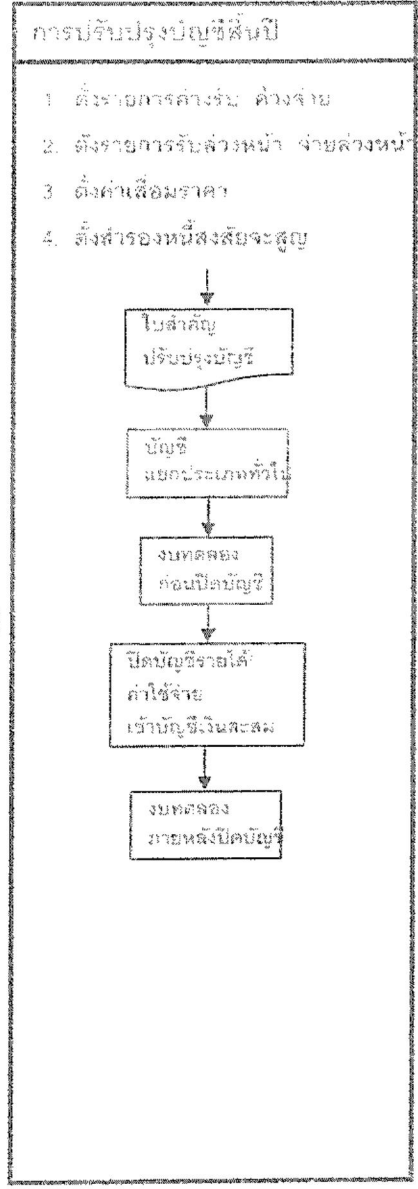 การปรับปรุงบัญชีสิ้นปี
1. ตั้งรายการค้างรับ ค้างจ่าย
2. ตั้งรายการรับล่วงหน้า จ่ายล่วงหน้า
3. ตั้งค่าเสื่อมราคา
4. ตั้งสำรองหนี้สงสัยจะสูญ
ใบสำคัญ
ปรับปรุงบัญชี
บัญชี
แยกประเภททั่วไป
งบทดลอง
ก่อนปิดบัญชี
ปิดบัญชีรายได้
ค่าใช้จ่าย
เข้าบัญชีเงินสะสม
งบทดลอง
ภายหลังปิดบัญชี